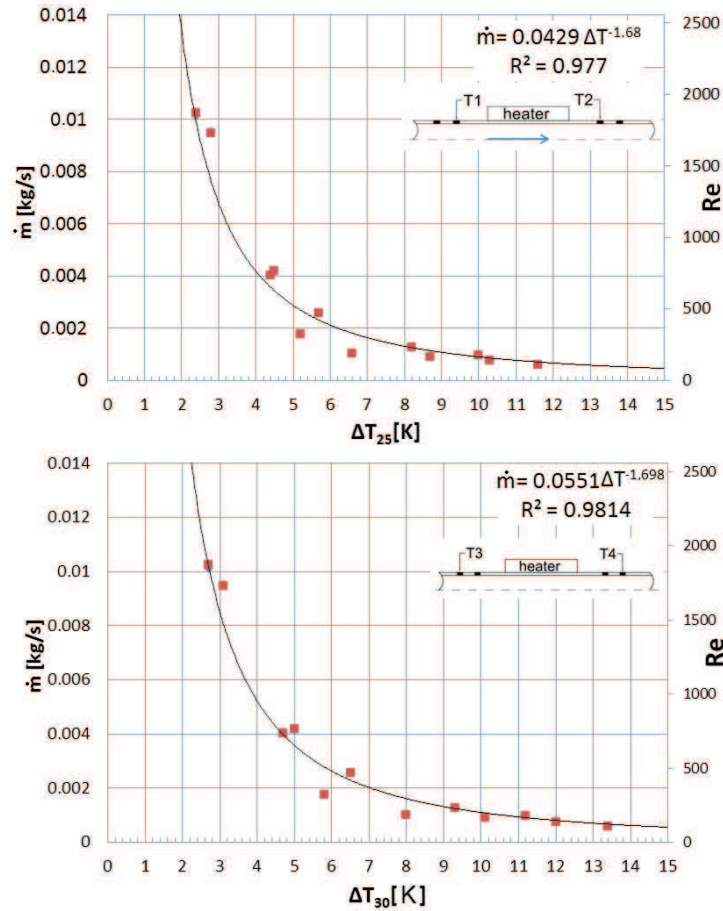 ṁ = 0.0429 ΔT^-1.68
R² = 0.977
T1 heater T2
ṁ [kg/s]
0.014
0.012
0.01
0.008
0.006
0.004
0.002
0
2500
2000
1500
1000
500
0
Re
0 1 2 3 4 5 6 7 8 9 10 11 12 13 14 15
ΔT₂₅[K]
ṁ= 0.0551ΔT^-1.698
R² = 0.9814
T3 heater T4
ṁ [kg/s]
0.014
0.012
0.01
0.008
0.006
0.004
0.002
0
2500
2000
1500
1000
500
0
Re
0 1 2 3 4 5 6 7 8 9 10 11 12 13 14 15
ΔT₃₀[K]